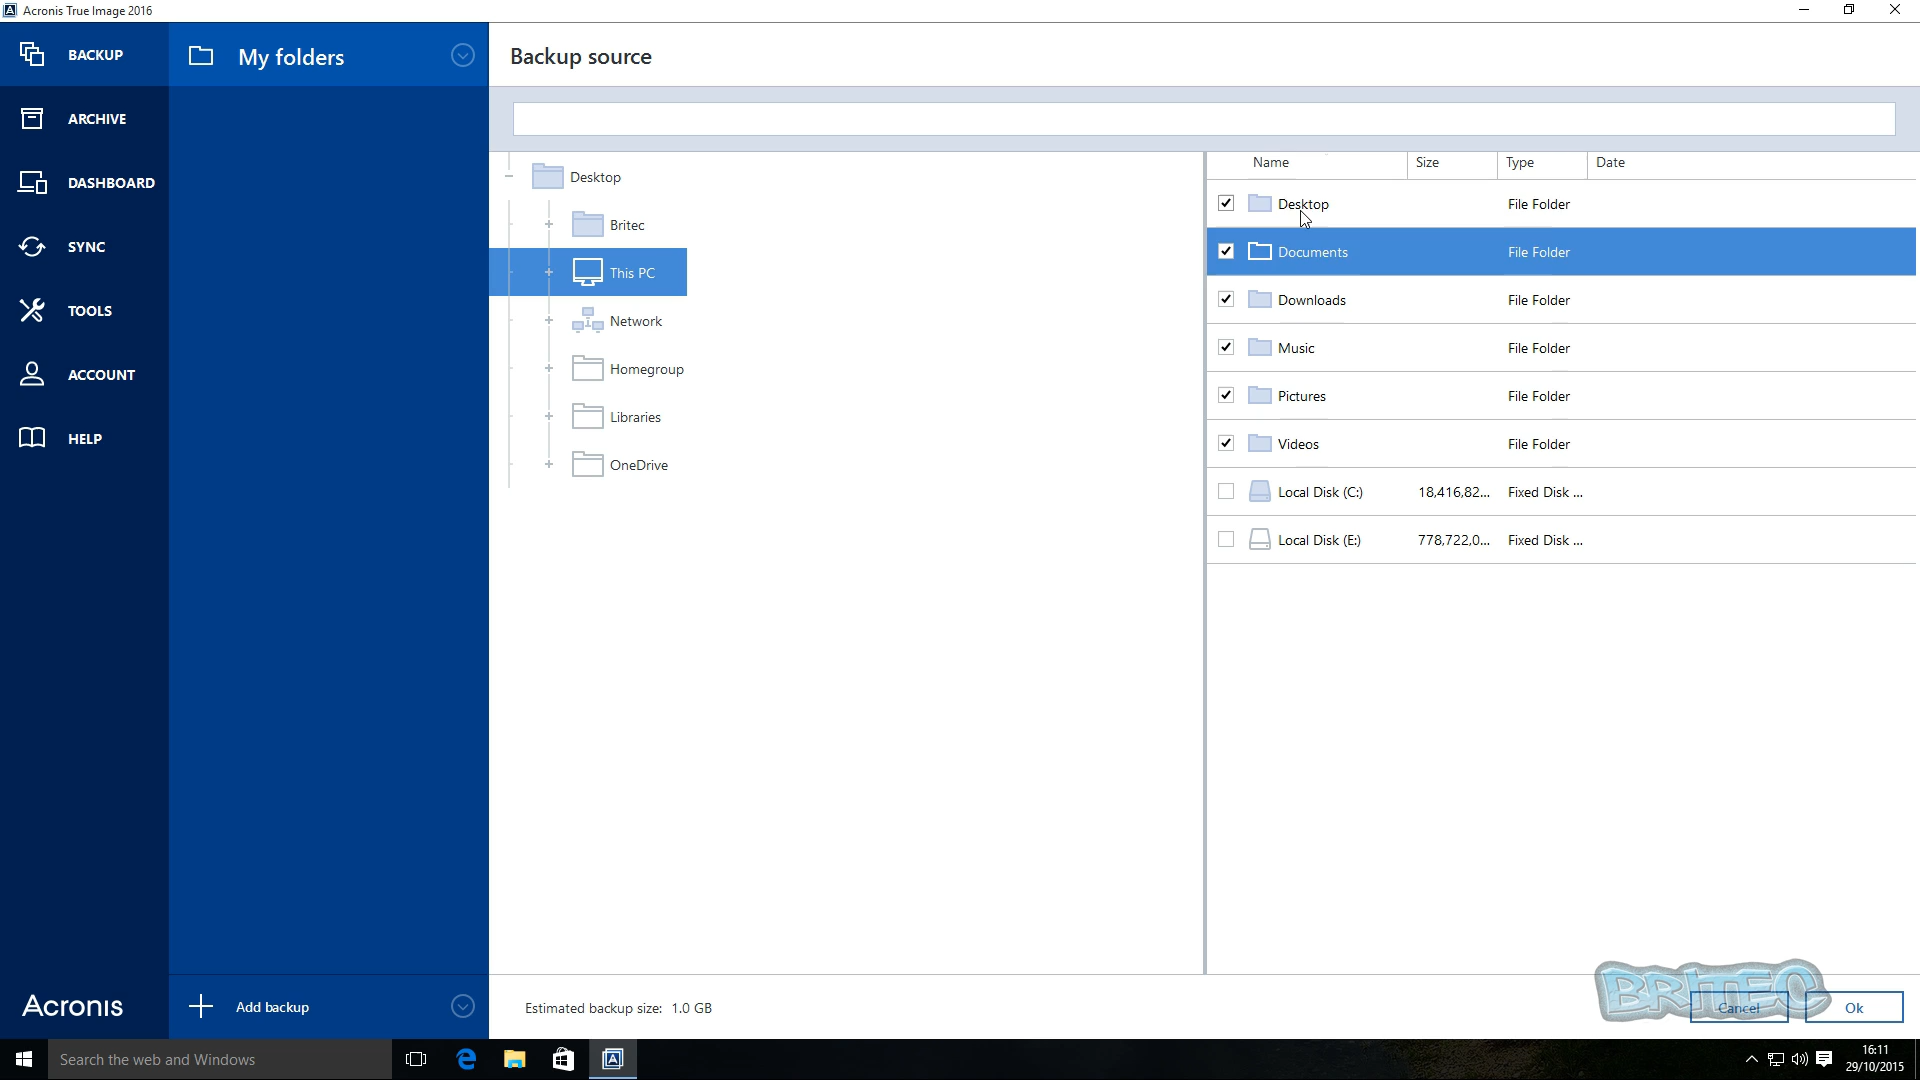 Acronis True Image 2016
BACKUP
ARCHIVE
DASHBOARD
SYNC
TOOLS
ACCOUNT
HELP
Acronis
My folders
Add backup
Backup source
Desktop
Britec
This PC
Network
Homegroup
Libraries
OneDrive
Name Size Type Date
Desktop File Folder
Documents File Folder
Downloads File Folder
Music File Folder
Pictures File Folder
Videos File Folder
Local Disk (C:) 18,416,82... Fixed Disk ...
Local Disk (E:) 778,722,0... Fixed Disk ...
Estimated backup size: 1.0 GB
BRITEC
Cancel Ok
Search the web and Windows
16:11
29/10/2015